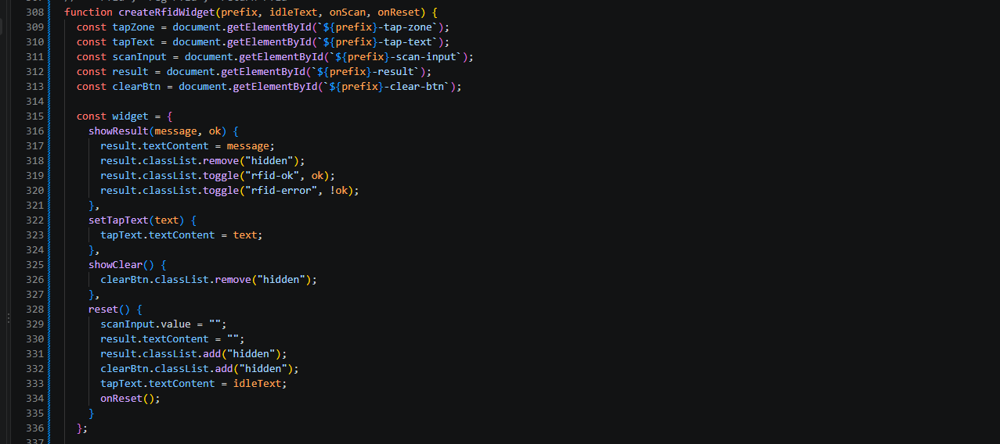 308 function createRfidWidget(prefix, idleText, onScan, onReset) {
309 const tapZone = document.getElementById(`${prefix}-tap-zone`);
310 const tapText = document.getElementById(`${prefix}-tap-text`);
311 const scanInput = document.getElementById(`${prefix}-scan-input`);
312 const result = document.getElementById(`${prefix}-result`);
313 const clearBtn = document.getElementById(`${prefix}-clear-btn`);
314
315 const widget = {
316 showResult(message, ok) {
317 result.textContent = message;
318 result.classList.remove("hidden");
319 result.classList.toggle("rfid-ok", ok);
320 result.classList.toggle("rfid-error", !ok);
321 },
322 setTapText(text) {
323 tapText.textContent = text;
324 },
325 showClear() {
326 clearBtn.classList.remove("hidden");
327 },
328 reset() {
329 scanInput.value = "";
330 result.textContent = "";
331 result.classList.add("hidden");
332 clearBtn.classList.add("hidden");
333 tapText.textContent = idleText;
334 onReset();
335 }
336 };
337